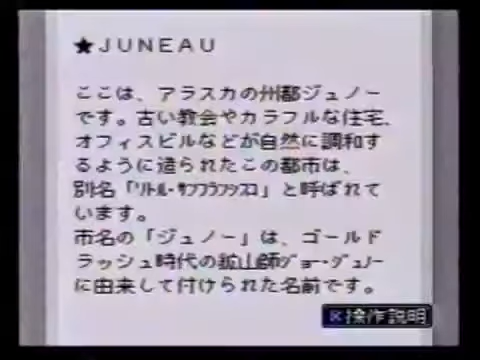 ★JUNEAU
ここは、アラスカの州都ジュノー
です。古い教会やカラフルな住宅、
オフィスビルなどが自然に調和す
るように造られたこの都市は、
別名「ﾘﾄﾙ･ｻﾝﾌﾗﾝｼｽｺ」と呼ばれて
います。
市名の「ジュノー」は、ゴールド
ラッシュ時代の鉱山師ｼﾞｮｰ･ｼﾞｭﾉｰ
に由来して付けられた名前です。
×操作説明